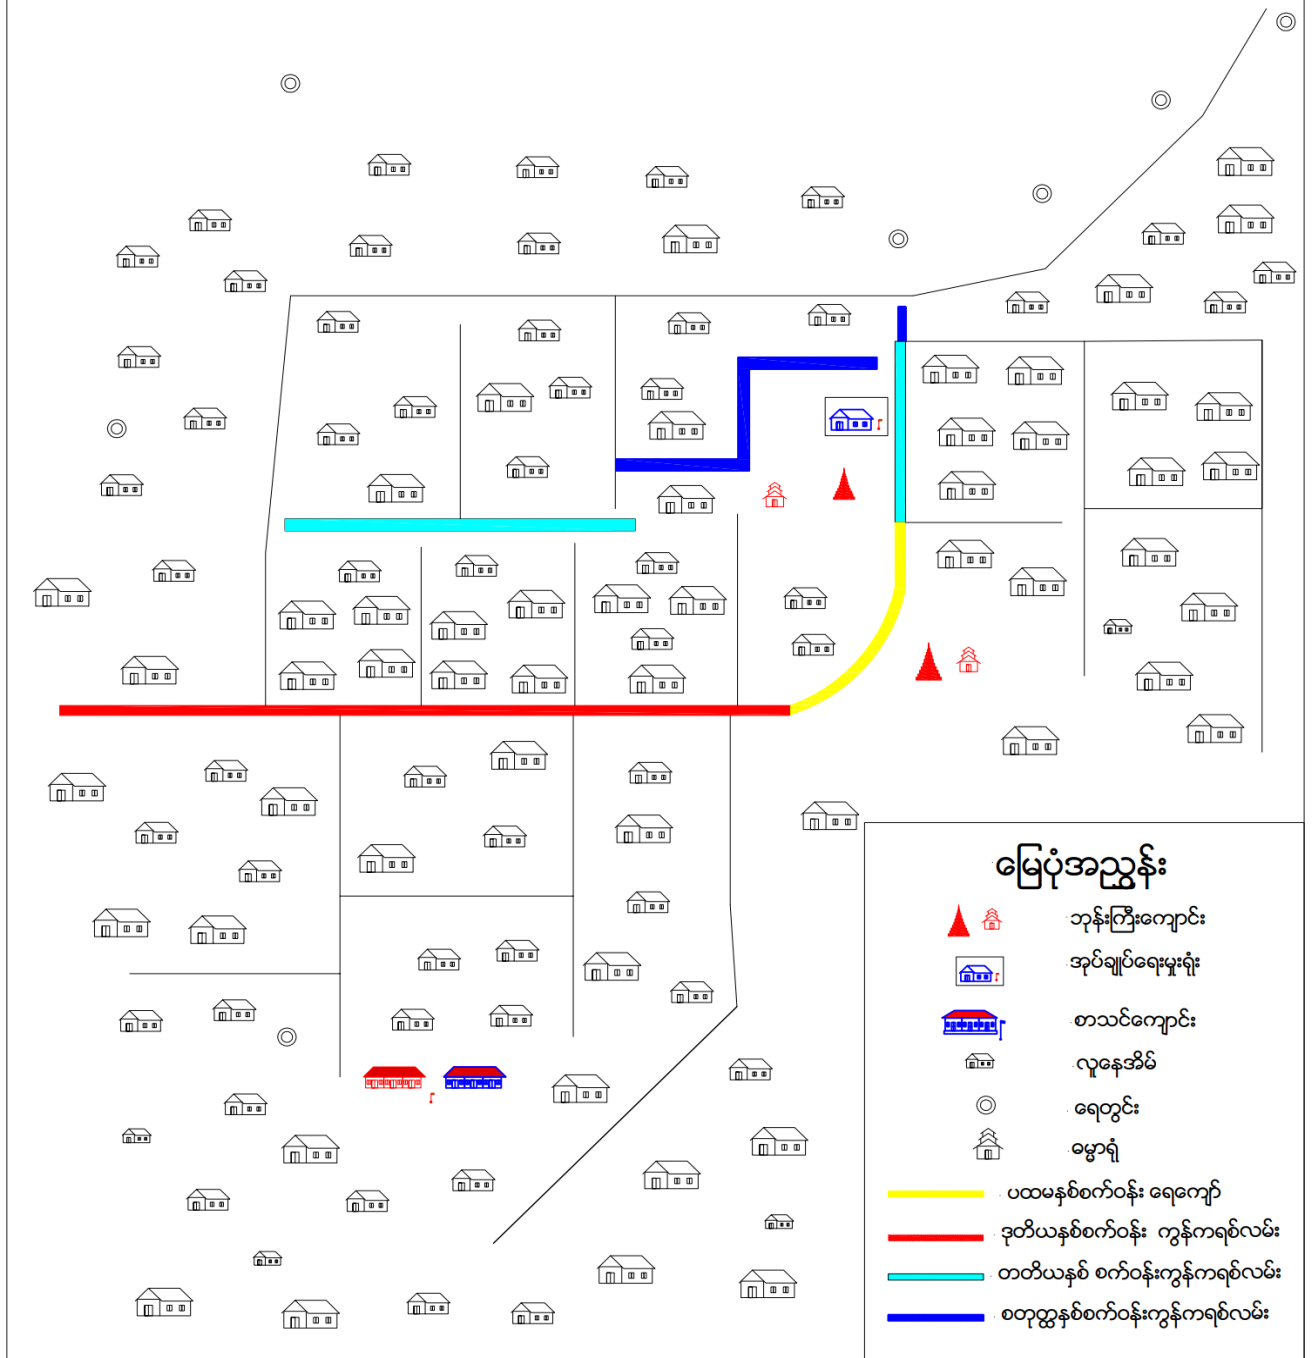 မြေပုံအညွှန်း
ဘုန်းကြီးကျောင်း
အုပ်ချုပ်ရေးမှူးရုံး
စာသင်ကျောင်း
လူနေအိမ်
ရေတွင်း
ဓမ္မာရုံ
ပထမနှစ်စက်ဝန်း ရေကျော်
ဒုတိယနှစ်စက်ဝန်း ကွန်ကရစ်လမ်း
တတိယနှစ် စက်ဝန်းကွန်ကရစ်လမ်း
စတုတ္ထနှစ်စက်ဝန်းကွန်ကရစ်လမ်း